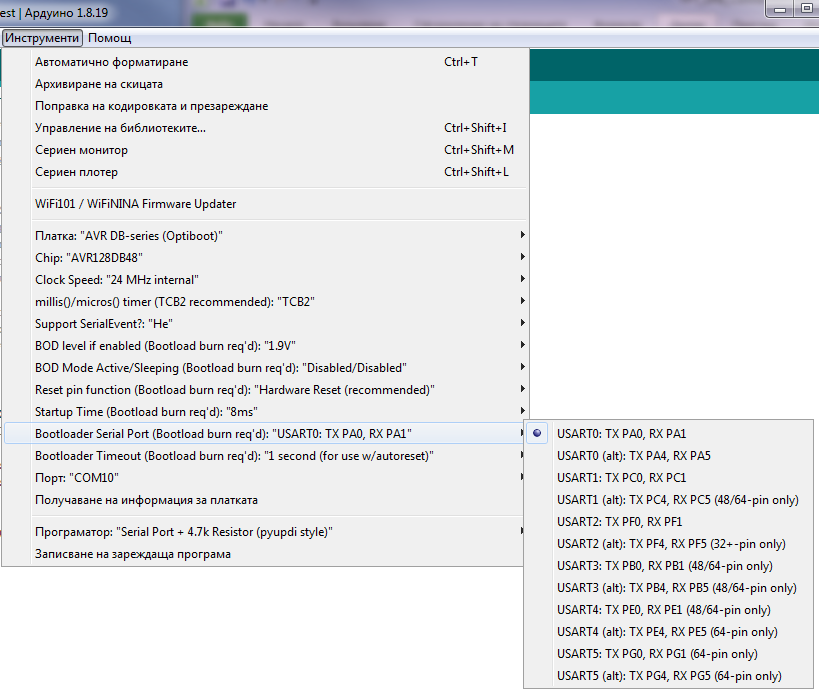 est | Ардуино 1.8.19
Инструменти Помощ
Автоматично форматиране Ctrl+T
Архивиране на скицата
Поправка на кодировката и презареждане
Управление на библиотеките... Ctrl+Shift+I
Сериен монитор Ctrl+Shift+M
Сериен плотер Ctrl+Shift+L
WiFi101 / WiFiNINA Firmware Updater
Платка: "AVR DB-series (Optiboot)"
Chip: "AVR128DB48"
Clock Speed: "24 MHz internal"
millis()/micros() timer (TCB2 recommended): "TCB2"
Support SerialEvent?: "Не"
BOD level if enabled (Bootload burn req'd): "1.9V"
BOD Mode Active/Sleeping (Bootload burn req'd): "Disabled/Disabled"
Reset pin function (Bootload burn req'd): "Hardware Reset (recommended)"
Startup Time (Bootload burn req'd): "8ms"
Bootloader Serial Port (Bootload burn req'd): "USART0: TX PA0, RX PA1"
Bootloader Timeout (Bootload burn req'd): "1 second (for use w/autoreset)"
Порт: "COM10"
Получаване на информация за платката
Програматор: "Serial Port + 4.7k Resistor (pyupdi style)"
Записване на зареждаща програма
USART0: TX PA0, RX PA1
USART0 (alt): TX PA4, RX PA5
USART1: TX PC0, RX PC1
USART1 (alt): TX PC4, RX PC5 (48/64-pin only)
USART2: TX PF0, RX PF1
USART2 (alt): TX PF4, RX PF5 (32+-pin only)
USART3: TX PB0, RX PB1 (48/64-pin only)
USART3 (alt): TX PB4, RX PB5 (48/64-pin only)
USART4: TX PE0, RX PE1 (48/64-pin only)
USART4 (alt): TX PE4, RX PE5 (64-pin only)
USART5: TX PG0, RX PG1 (64-pin only)
USART5 (alt): TX PG4, RX PG5 (64-pin only)